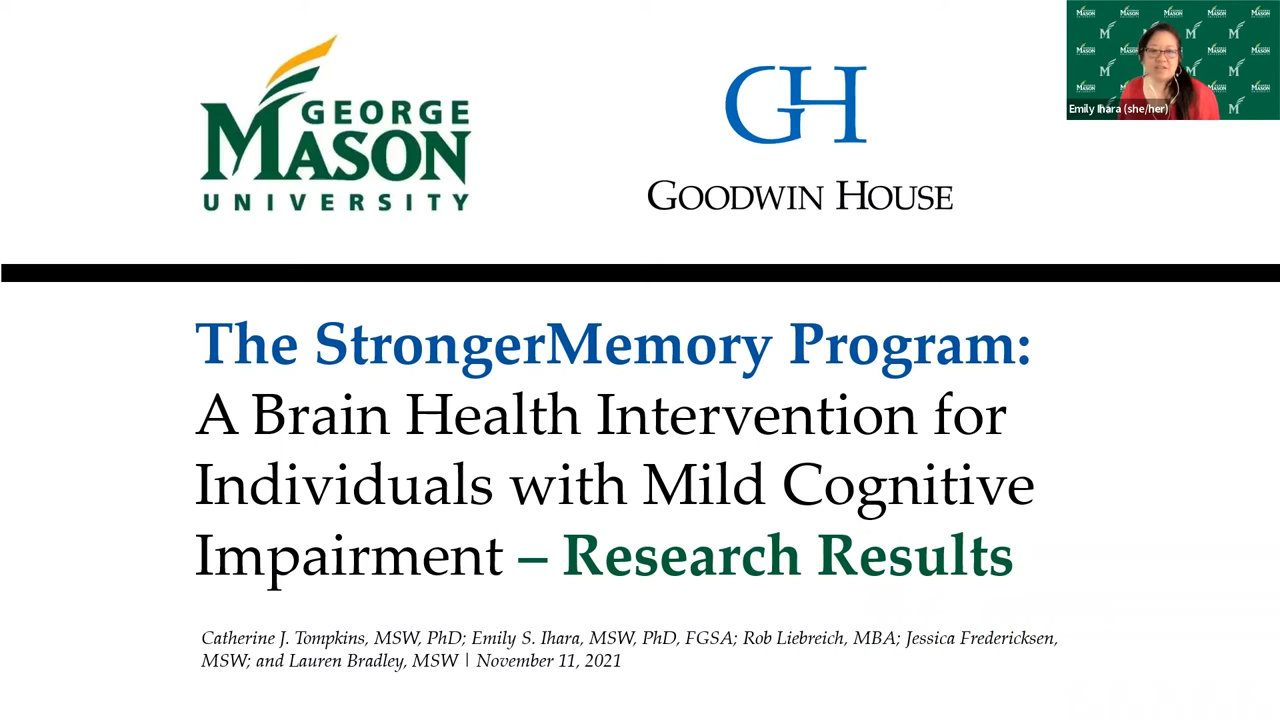 GEORGE
MASON
UNIVERSITY
GH
GOODWIN HOUSE
Emily Ihara (she/her)
The StrongerMemory Program:
A Brain Health Intervention for
Individuals with Mild Cognitive
Impairment – Research Results
Catherine J. Tompkins, MSW, PhD; Emily S. Ihara, MSW, PhD, FGSA; Rob Liebreich, MBA; Jessica Fredericksen,
MSW; and Lauren Bradley, MSW | November 11, 2021